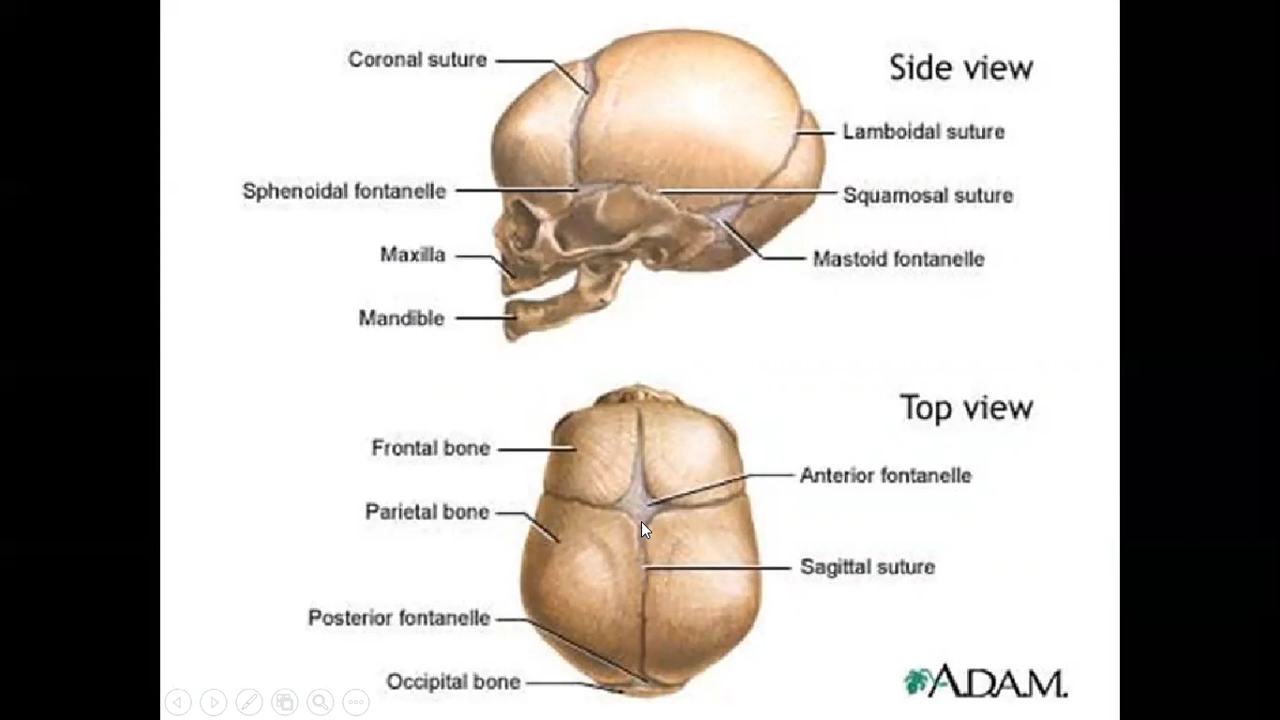 Side view
Coronal suture
Lamboidal suture
Sphenoidal fontanelle
Squamosal suture
Maxilla
Mastoid fontanelle
Mandible
Top view
Frontal bone
Anterior fontanelle
Parietal bone
Sagittal suture
Posterior fontanelle
Occipital bone
A.D.A.M.